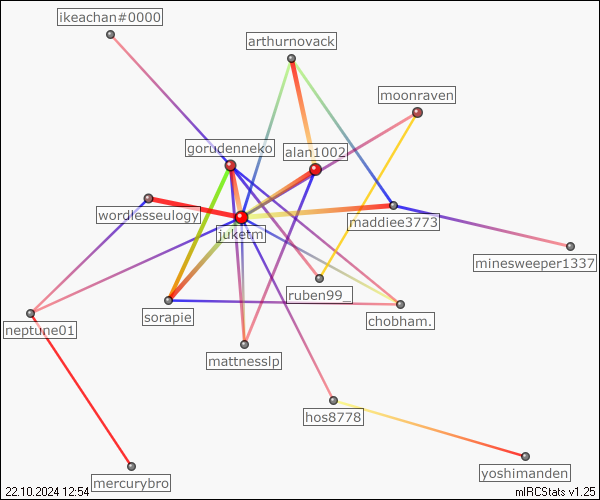 ikeachan#0000
arthurnovack
moonraven
gorudenneko
alan1002
wordlesseulogy
maddiee3773
juketm
minesweeper1337
ruben99_
sorapie
chobham.
neptune01
mattnesslp
hos8778
yoshimanden
mercurybro
22.10.2024 12:54
mIRCStats v1.25